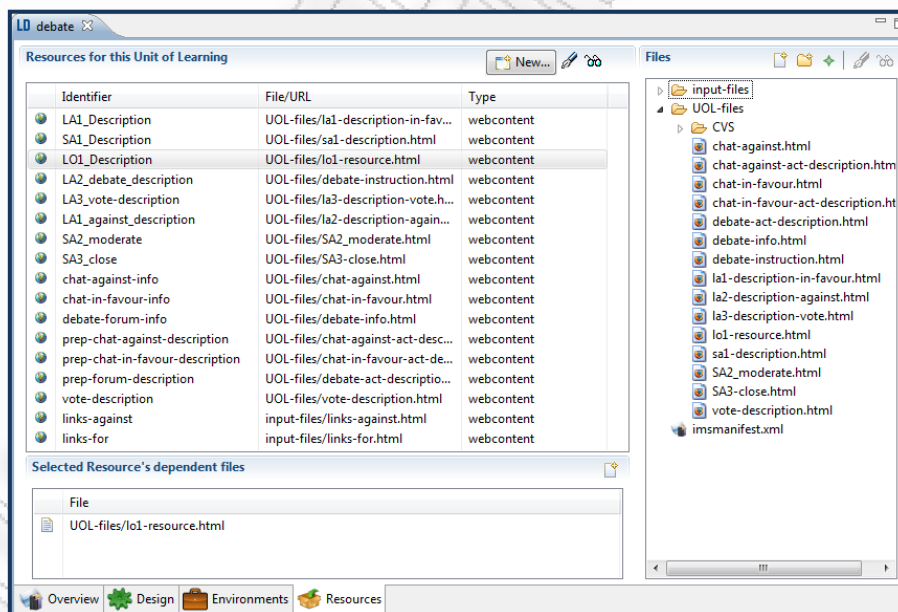 LD debate
Resources for this Unit of Learning
New...
Identifier File/URL Type
LA1_Description UOL-files/la1-description-in-fav... webcontent
SA1_Description UOL-files/sa1-description.html webcontent
LO1_Description UOL-files/lo1-resource.html webcontent
LA2_debate_description UOL-files/debate-instruction.html webcontent
LA3_vote-description UOL-files/la3-description-vote.h... webcontent
LA1_against_description UOL-files/la2-description-again... webcontent
SA2_moderate UOL-files/SA2_moderate.html webcontent
SA3_close UOL-files/SA3-close.html webcontent
chat-against-info UOL-files/chat-against.html webcontent
chat-in-favour-info UOL-files/chat-in-favour.html webcontent
debate-forum-info UOL-files/debate-info.html webcontent
prep-chat-against-description UOL-files/chat-against-act-desc... webcontent
prep-chat-in-favour-description UOL-files/chat-in-favour-act-de... webcontent
prep-forum-description UOL-files/debate-act-descriptio... webcontent
vote-description UOL-files/vote-description.html webcontent
links-against input-files/links-against.html webcontent
links-for input-files/links-for.html webcontent
Selected Resource's dependent files
File
UOL-files/lo1-resource.html
Files
input-files
UOL-files
CVS
chat-against.html
chat-against-act-description.htm
chat-in-favour.html
chat-in-favour-act-description.ht
debate-act-description.html
debate-info.html
debate-instruction.html
la1-description-in-favour.html
la2-description-against.html
la3-description-vote.html
lo1-resource.html
sa1-description.html
SA2_moderate.html
SA3-close.html
vote-description.html
imsmanifest.xml
Overview Design Environments Resources